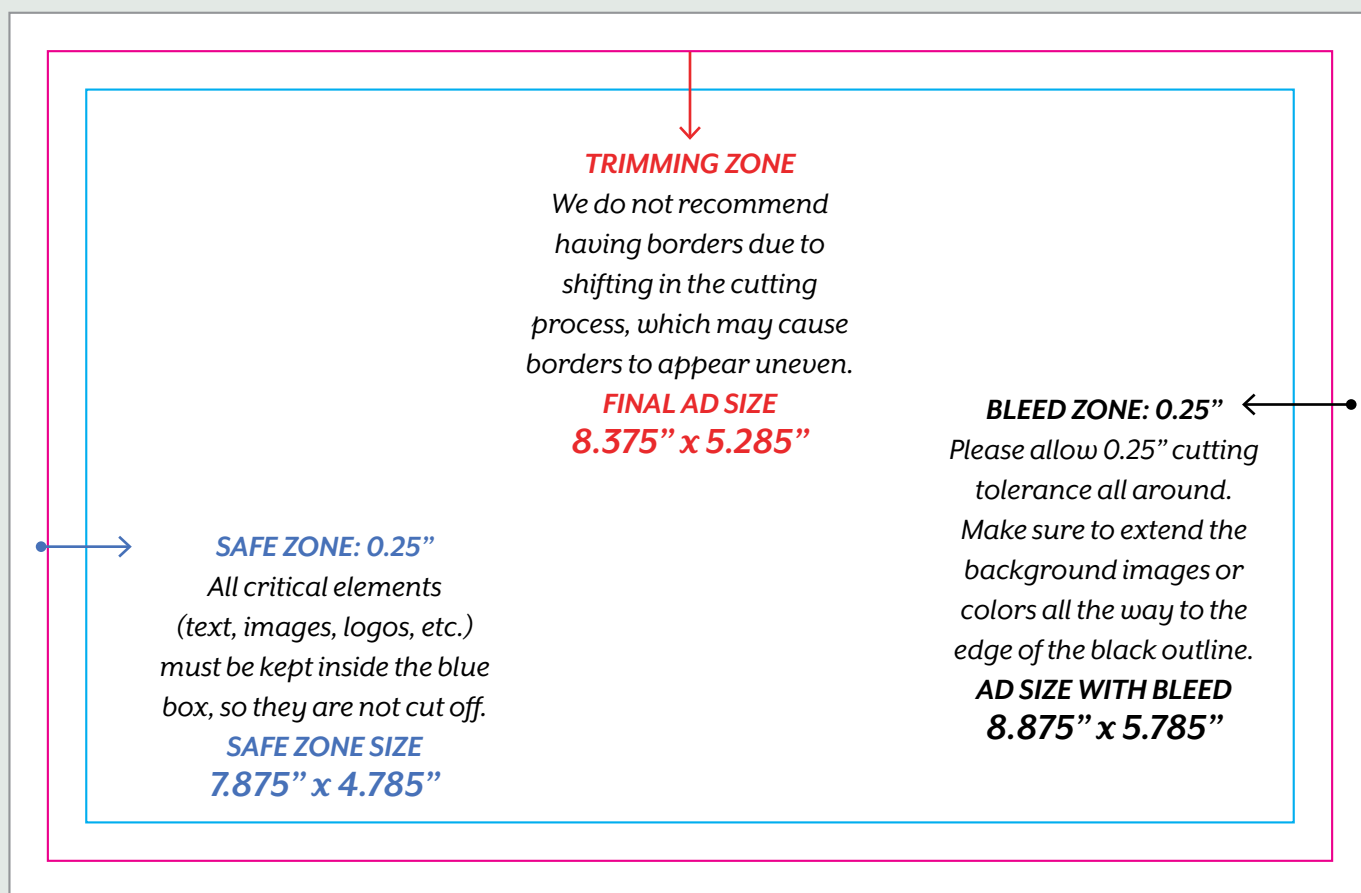 TRIMMING ZONE
We do not recommend
having borders due to
shifting in the cutting
process, which may cause
borders to appear uneven.
FINAL AD SIZE
8.375” x 5.285”
BLEED ZONE: 0.25”
Please allow 0.25” cutting
tolerance all around.
Make sure to extend the
background images or
colors all the way to the
edge of the black outline.
AD SIZE WITH BLEED
8.875” x 5.785”
SAFE ZONE: 0.25”
All critical elements
(text, images, logos, etc.)
must be kept inside the blue
box, so they are not cut off.
SAFE ZONE SIZE
7.875” x 4.785”